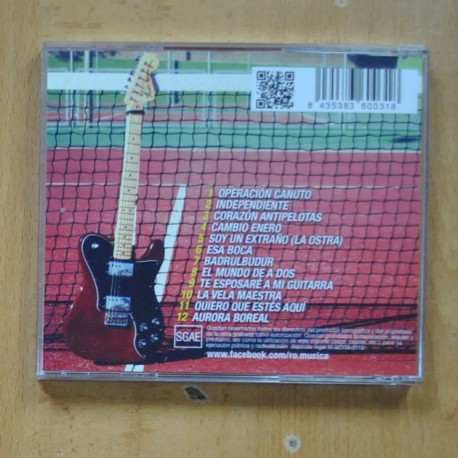 8 435383 600318
1 OPERACIÓN CANUTO
2 INDEPENDIENTE
3 CORAZÓN ANTIPELOTAS
4 CAMBIO ENERO
5 SOY UN EXTRAÑO (LA OSTRA)
6 ESA BOCA
7 BADRULBUDUR
8 EL MUNDO DE A DOS
9 TE ESPOSARÉ A MI GUITARRA
10 LA VELA MAESTRA
11 QUIERO QUE ESTÉS AQUÍ
12 AURORA BOREAL
SGAE
www.facebook.com/ro.musica